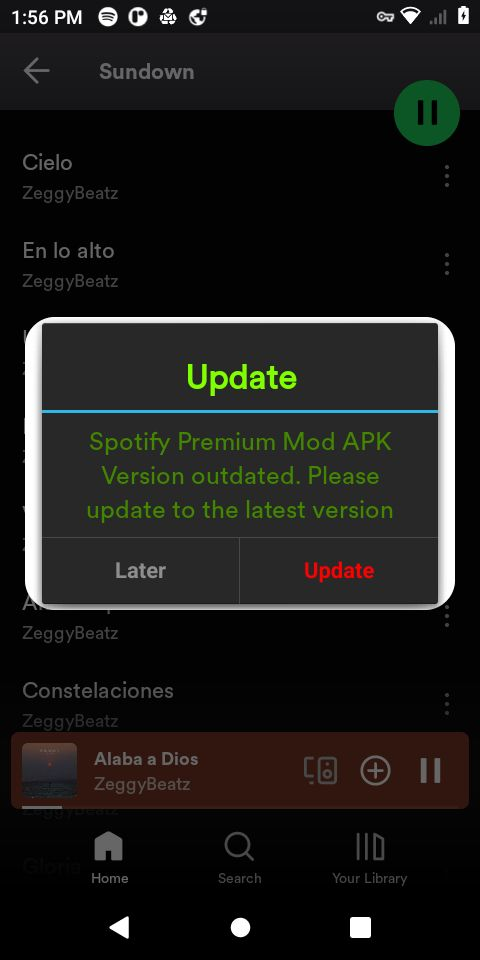 1:56 PM
Sundown
Cielo
ZeggyBeatz
En lo alto
ZeggyBeatz
Update
Spotify Premium Mod APK
Version outdated. Please
update to the latest version
Later
Update
ZeggyBeatz
Constelaciones
ZeggyBeatz
Alaba a Dios
ZeggyBeatz
ZeggyBeatz
Gloria
Home
Search
Your Library